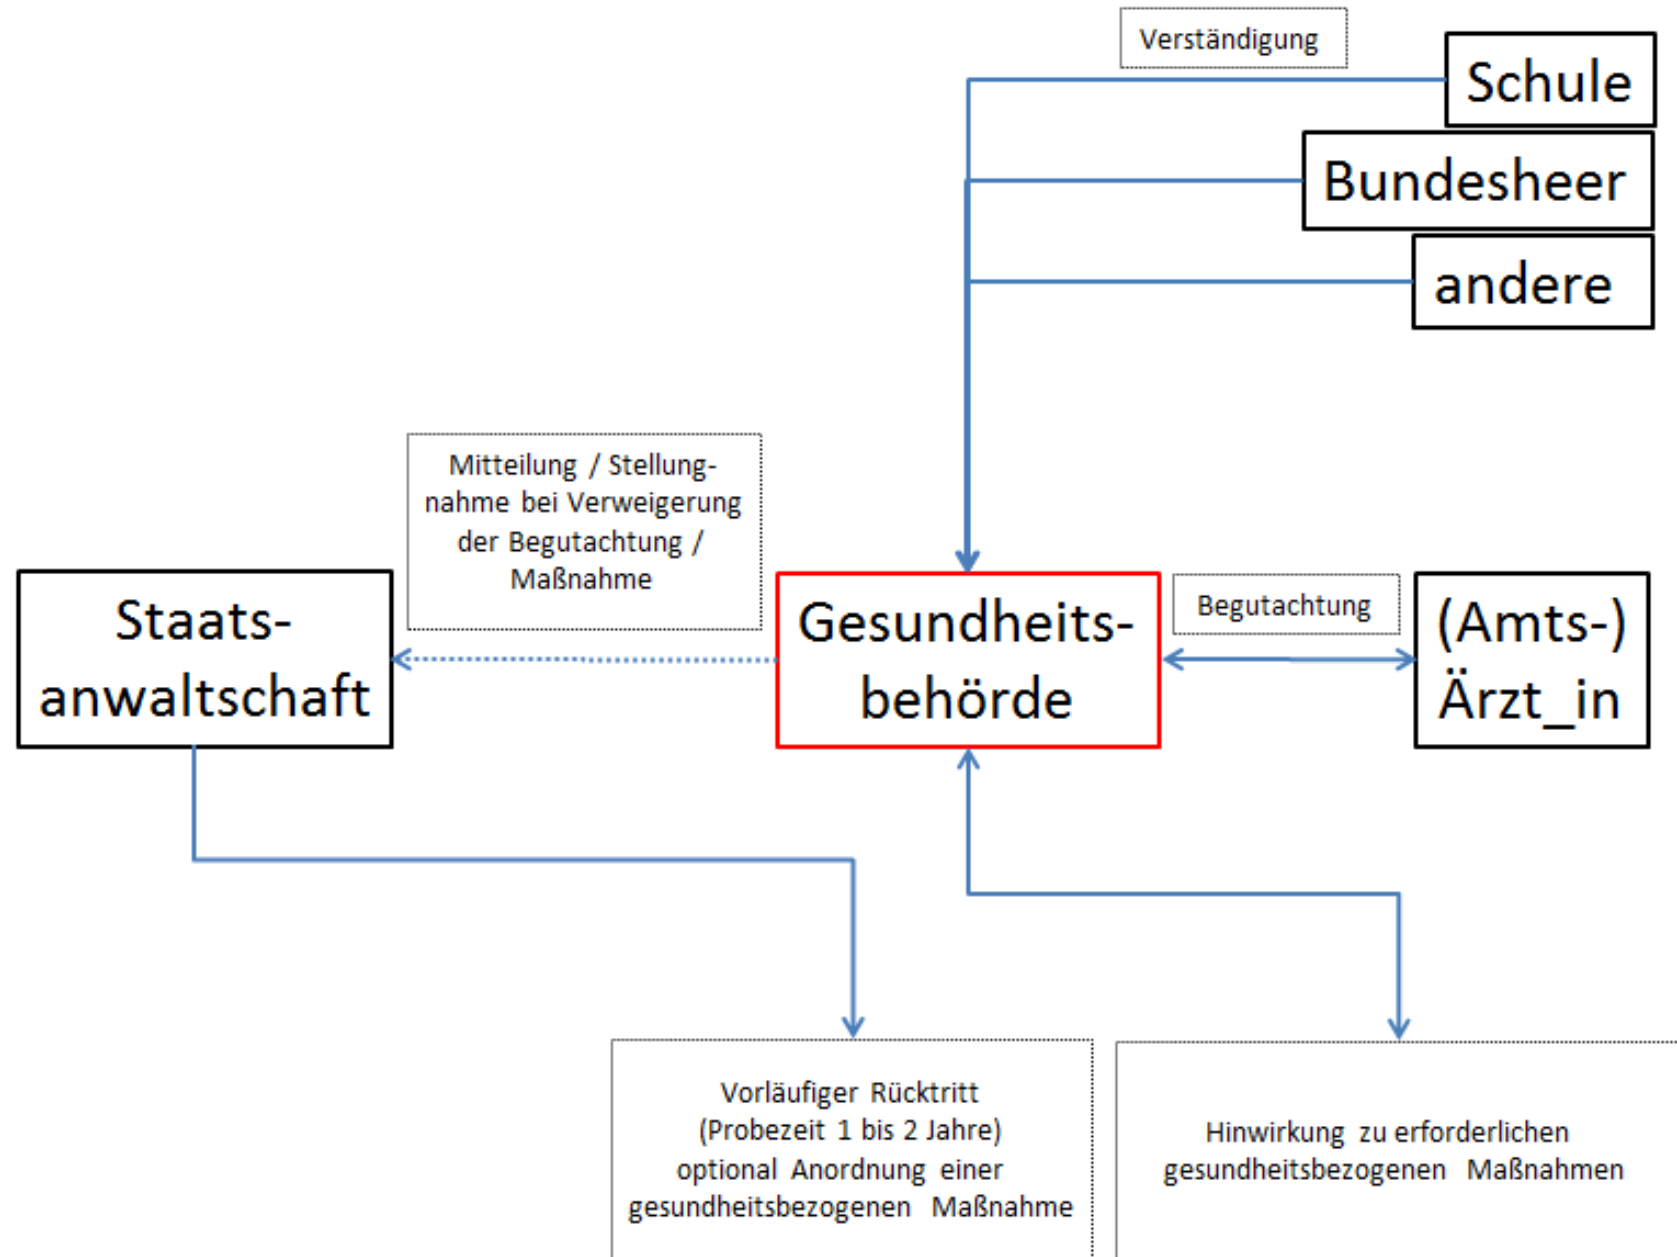 Verständigung
Schule
Bundesheer
andere
Mitteilung / Stellung-
nahme bei Verweigerung
der Begutachtung /
Maßnahme
Staats-
anwaltschaft
Gesundheits-
behörde
Begutachtung
(Amts-)
Ärzt_in
Vorläufiger Rücktritt
(Probezeit 1 bis 2 Jahre)
optional Anordnung einer
gesundheitsbezogenen Maßnahme
Hinwirkung zu erforderlichen
gesundheitsbezogenen Maßnahmen